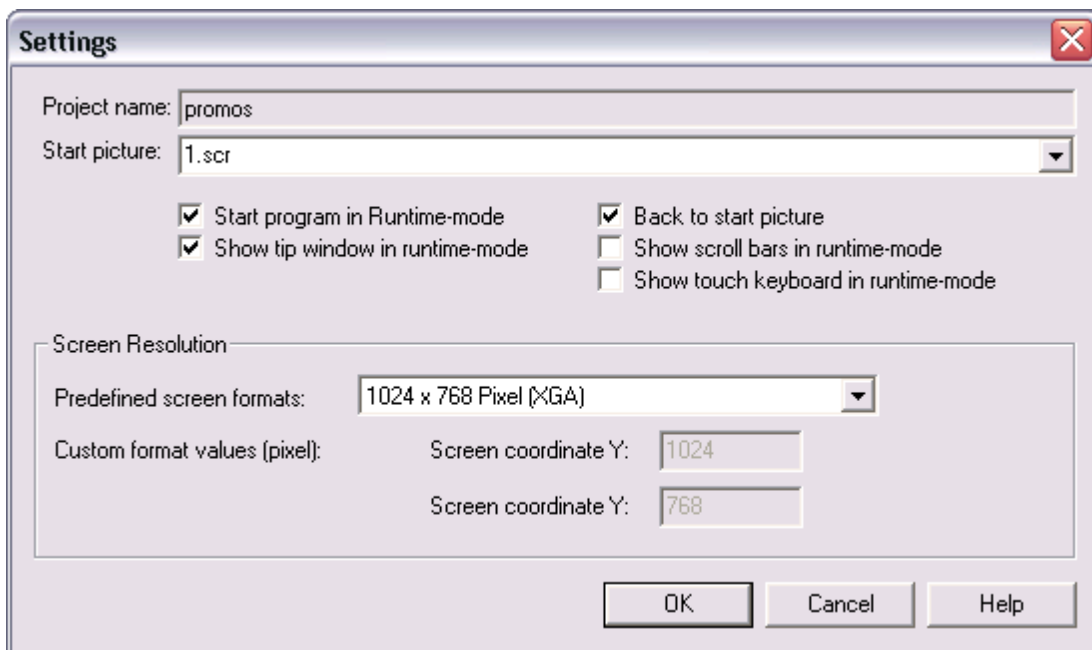 Settings
Project name: promos
Start picture: 1.scr
Start program in Runtime-mode Back to start picture
Show tip window in runtime-mode Show scroll bars in runtime-mode
Show touch keyboard in runtime-mode
Screen Resolution
Predefined screen formats: 1024 x 768 Pixel (XGA)
Custom format values (pixel): Screen coordinate Y: 1024
Screen coordinate Y: 768
OK Cancel Help